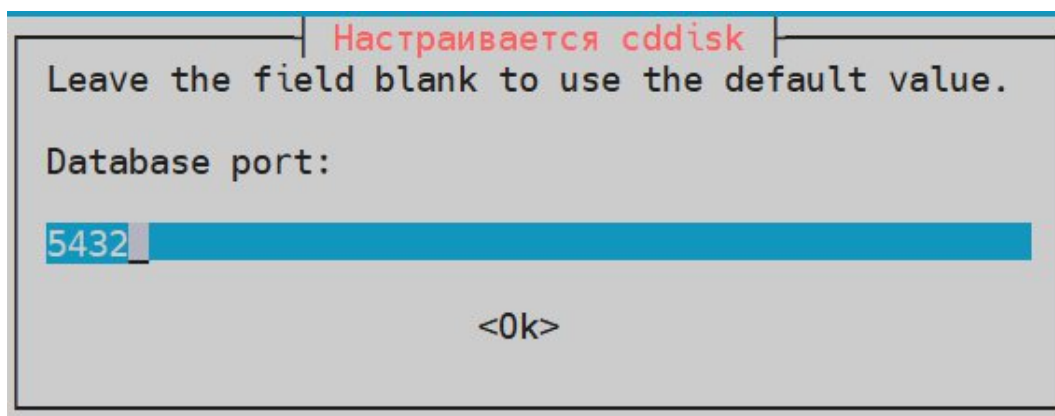 Настраивается cddisk
Leave the field blank to use the default value.
Database port:
5432
<Ok>